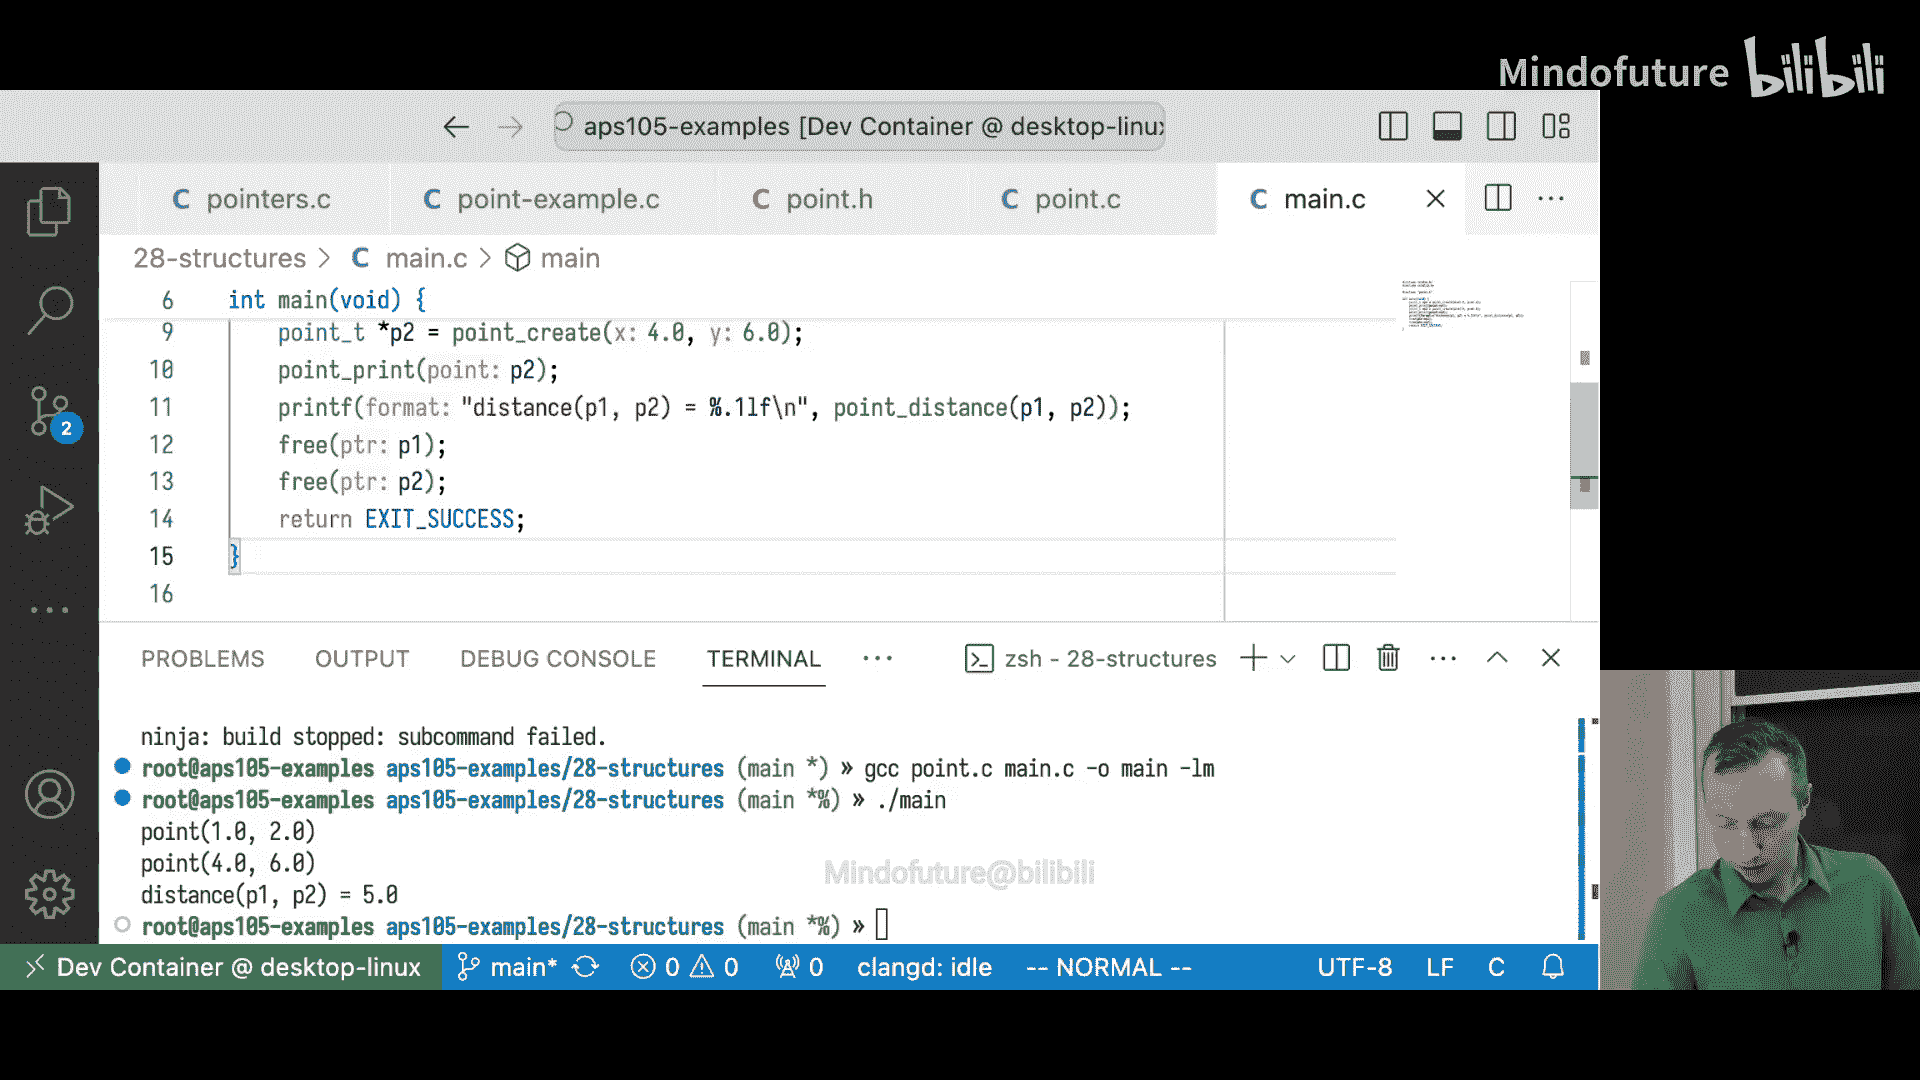 Mindofuture bilibili
aps105-examples [Dev Container @ desktop-linux
pointers.c point-example.c point.h point.c main.c
28-structures > C main.c > main
6 int main(void) {
9 point_t *p2 = point_create(x: 4.0, y: 6.0);
10 point_print(point: p2);
11 printf(format: "distance(p1, p2) = %.1lf\n", point_distance(p1, p2));
12 free(ptr: p1);
13 free(ptr: p2);
14 return EXIT_SUCCESS;
15 }
16
2
PROBLEMS OUTPUT DEBUG CONSOLE TERMINAL zsh - 28-structures
ninja: build stopped: subcommand failed.
root@aps105-examples aps105-examples/28-structures (main *) » gcc point.c main.c -o main -lm
root@aps105-examples aps105-examples/28-structures (main *%) » ./main
point(1.0, 2.0)
point(4.0, 6.0)
Mindofuture@bilibili
distance(p1, p2) = 5.0
root@aps105-examples aps105-examples/28-structures (main *%) »
Dev Container @ desktop-linux main* 0 0 0 clangd: idle -- NORMAL -- UTF-8 LF C